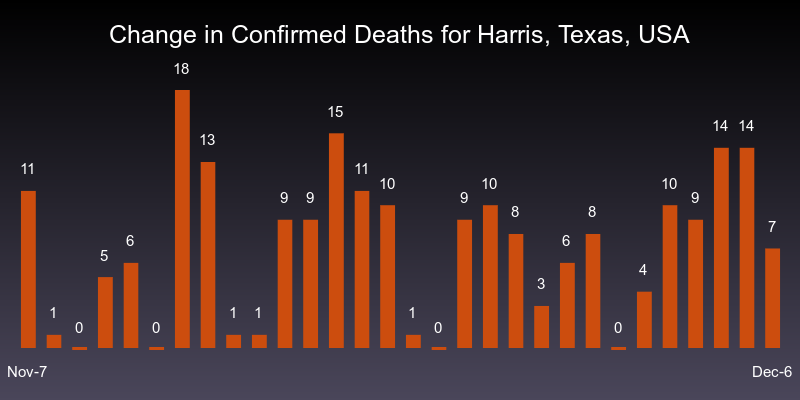 Change in Confirmed Deaths for Harris, Texas, USA
11 1 0 5 6 0 18 13 1 1 9 9 15 11 10 1 0 9 10 8 3 6 8 0 4 10 9 14 14 7
Nov-7 Dec-6